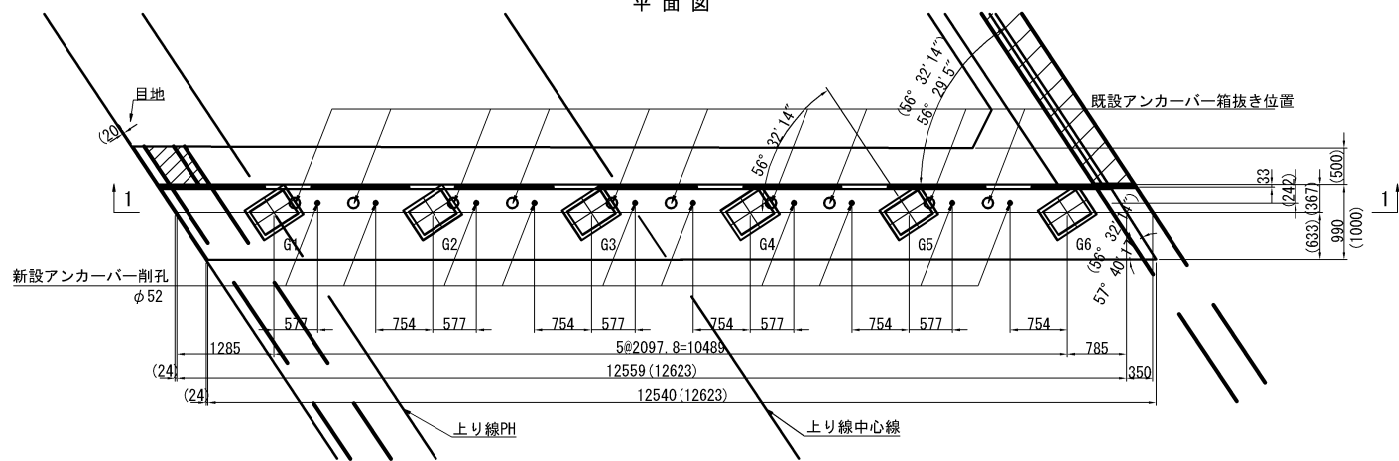 平面図
目地
(20)
56° 32′14″
(56° 32′14″)
56° 29′5″
既設アンカーバー箱抜き位置
(500)
33
(242)
(367)
(633)
990
(1000)
1
1
G1
G2
G3
G4
G5
G6
(56° 32′14″)
新設アンカーバー削孔
φ52
577
754
577
754
577
754
577
754
577
754
1285
5@2097.8=10489
785
(24)
12559(12623)
350
(24)
12540(12623)
上り線PH
上り線中心線